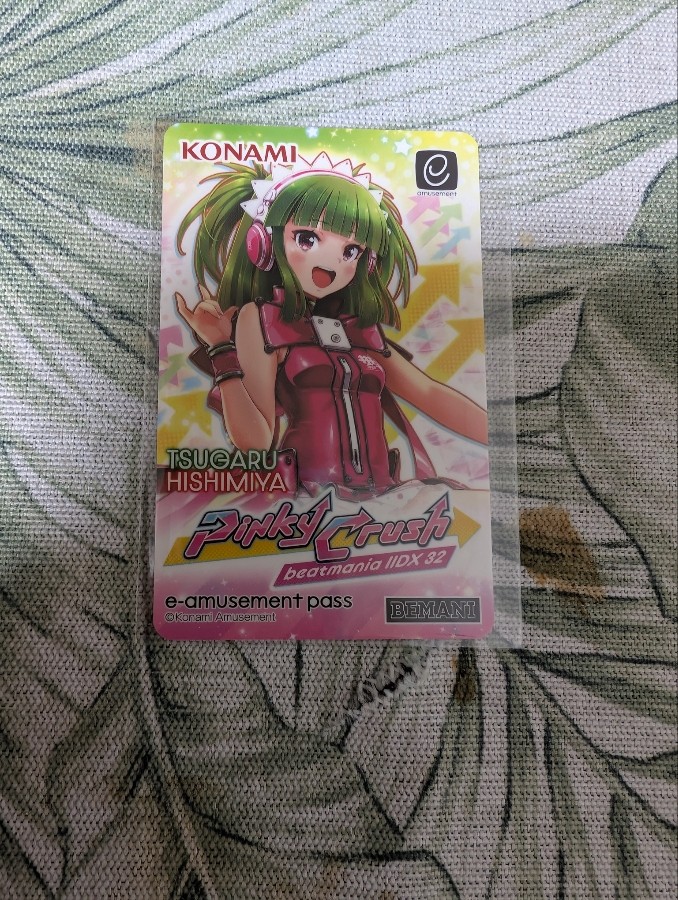 KONAMI
e
amusement
TSUGARU
HISHIMIYA
Pinky Crush
beatmania IIDX 32
e-amusement pass
©Konami Amusement
BEMANI